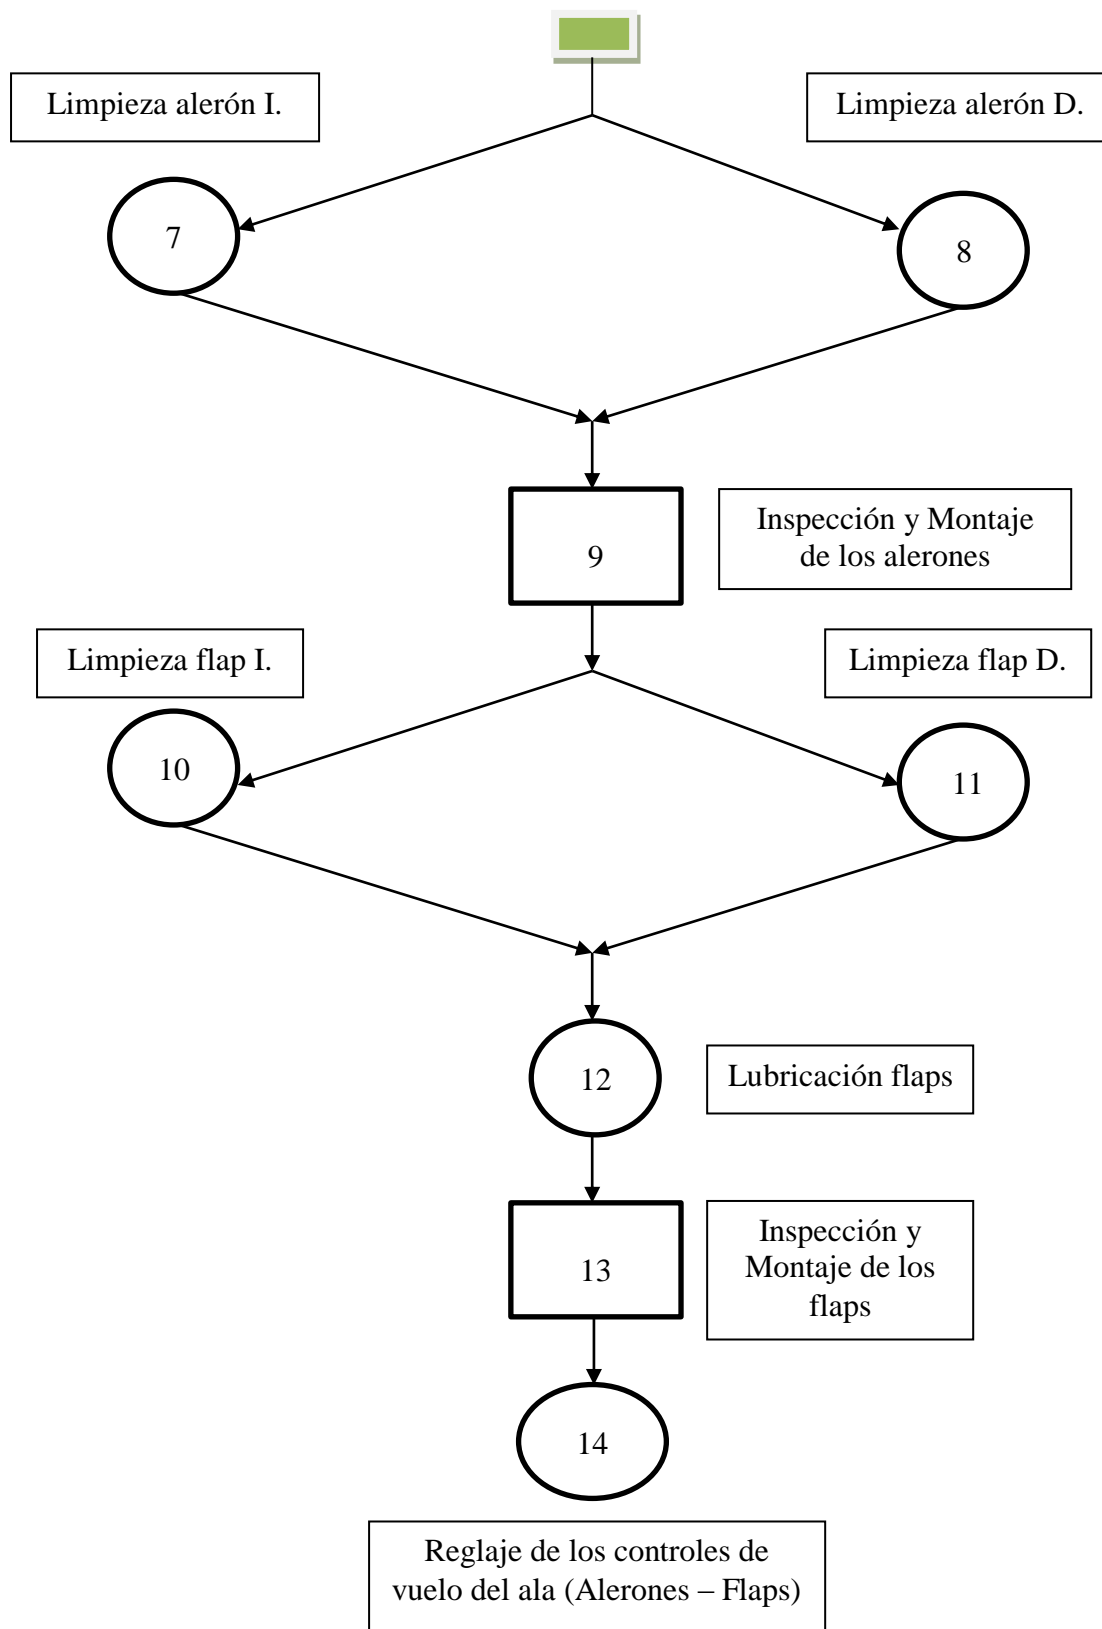 Limpieza alerón I.
Limpieza alerón D.
7
8
9
Inspección y Montaje
de los alerones
Limpieza flap I.
Limpieza flap D.
10
11
12
Lubricación flaps
13
Inspección y
Montaje de los
flaps
14
Reglaje de los controles de
vuelo del ala (Alerones – Flaps)